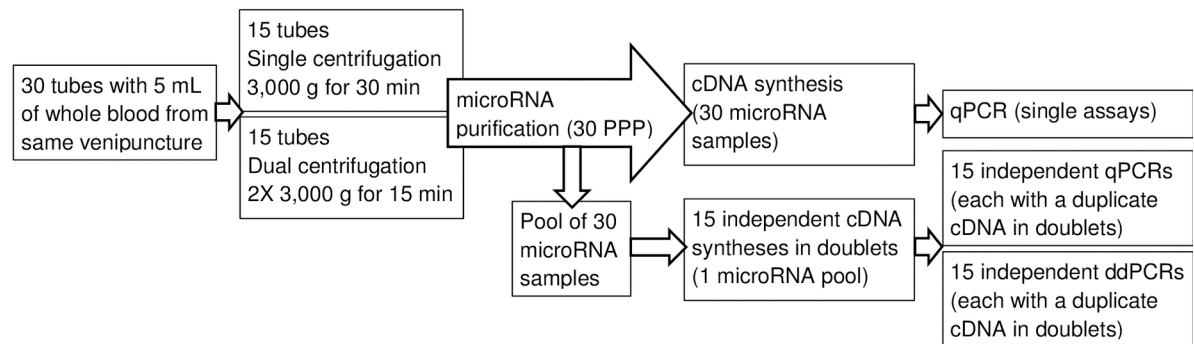 30 tubes with 5 mL
of whole blood from
same venipuncture
15 tubes
Single centrifugation
3,000 g for 30 min
15 tubes
Dual centrifugation
2X 3,000 g for 15 min
microRNA
purification (30 PPP)
cDNA synthesis
(30 microRNA
samples)
qPCR (single assays)
Pool of 30
microRNA
samples
15 independent cDNA
syntheses in doublets
(1 microRNA pool)
15 independent qPCRs
(each with a duplicate
cDNA in doublets)
15 independent ddPCRs
(each with a duplicate
cDNA in doublets)